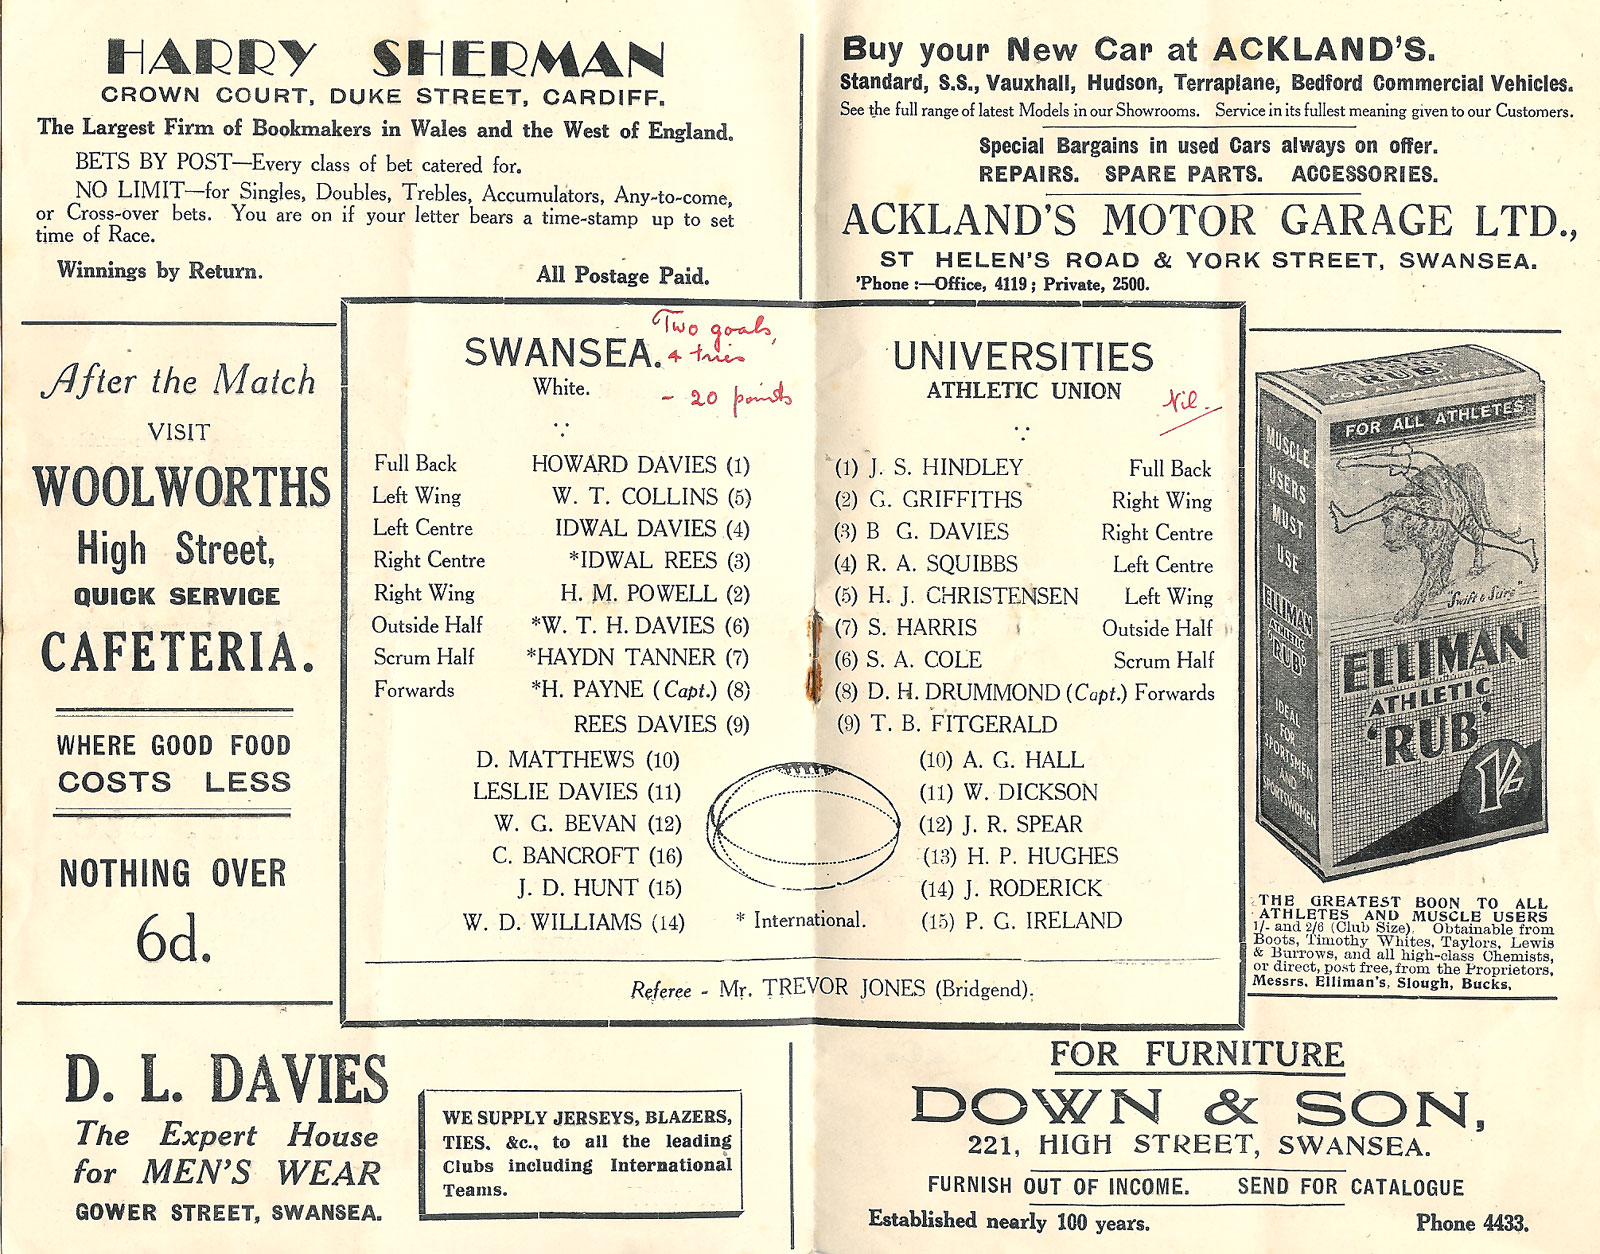 HARRY SHERMAN
CROWN COURT, DUKE STREET, CARDIFF.
The Largest Firm of Bookmakers in Wales and the West of England.
BETS BY POST—Every class of bet catered for.
NO LIMIT—for Singles, Doubles, Trebles, Accumulators, Any-to-come,
or Cross-over bets. You are on if your letter bears a time-stamp up to set
time of Race.
Winnings by Return. All Postage Paid.
Buy your New Car at ACKLAND'S.
Standard, S.S., Vauxhall, Hudson, Terraplane, Bedford Commercial Vehicles.
See the full range of latest Models in our Showrooms. Service in its fullest meaning given to our Customers.
Special Bargains in used Cars always on offer.
REPAIRS. SPARE PARTS. ACCESSORIES.
ACKLAND'S MOTOR GARAGE LTD.,
ST HELEN'S ROAD & YORK STREET, SWANSEA.
'Phone :—Office, 4119 ; Private, 2500.
After the Match
VISIT
WOOLWORTHS
High Street,
QUICK SERVICE
CAFETERIA.
WHERE GOOD FOOD
COSTS LESS
NOTHING OVER
6d.
SWANSEA.
White.
Two goals,
4 tries
- 20 points
Full Back HOWARD DAVIES (1)
Left Wing W. T. COLLINS (5)
Left Centre IDWAL DAVIES (4)
Right Centre *IDWAL REES (3)
Right Wing H. M. POWELL (2)
Outside Half *W. T. H. DAVIES (6)
Scrum Half *HAYDN TANNER (7)
Forwards *H. PAYNE (Capt.) (8)
REES DAVIES (9)
D. MATTHEWS (10)
LESLIE DAVIES (11)
W. G. BEVAN (12)
C. BANCROFT (16)
J. D. HUNT (15)
W. D. WILLIAMS (14)
* International.
UNIVERSITIES
ATHLETIC UNION
Nil.
(1) J. S. HINDLEY Full Back
(2) G. GRIFFITHS Right Wing
(3) B G. DAVIES Right Centre
(4) R. A. SQUIBBS Left Centre
(5) H. J. CHRISTENSEN Left Wing
(7) S. HARRIS Outside Half
(6) S. A. COLE Scrum Half
(8) D. H. DRUMMOND (Capt.) Forwards
(9) T. B. FITGERALD
(10) A. G. HALL
(11) W. DICKSON
(12) J. R. SPEAR
(13) H. P. HUGHES
(14) J. RODERICK
(15) P. G. IRELAND
Referee - Mr. TREVOR JONES (Bridgend).
RUB
FOR ALL ATHLETES
MUSCLE
USERS
MUST
USE
ELLIMAN
ATHLETIC
'RUB'
IDEAL
FOR
SPORTSMEN
AND
SPORTSWOMEN
"Swift & Sure"
ELLIMAN
ATHLETIC
'RUB'
1/6
THE GREATEST BOON TO ALL
ATHLETES AND MUSCLE USERS
1/- and 2/6 (Club Size). Obtainable from
Boots, Timothy Whites, Taylors, Lewis
& Burrows, and all high-class Chemists,
or direct, post free, from the Proprietors,
Messrs. Elliman's, Slough, Bucks,
D. L. DAVIES
The Expert House
for MEN'S WEAR
GOWER STREET, SWANSEA.
WE SUPPLY JERSEYS, BLAZERS,
TIES, &c., to all the leading
Clubs including International
Teams.
FOR FURNITURE
DOWN & SON,
221, HIGH STREET, SWANSEA.
FURNISH OUT OF INCOME. SEND FOR CATALOGUE
Established nearly 100 years. Phone 4433.